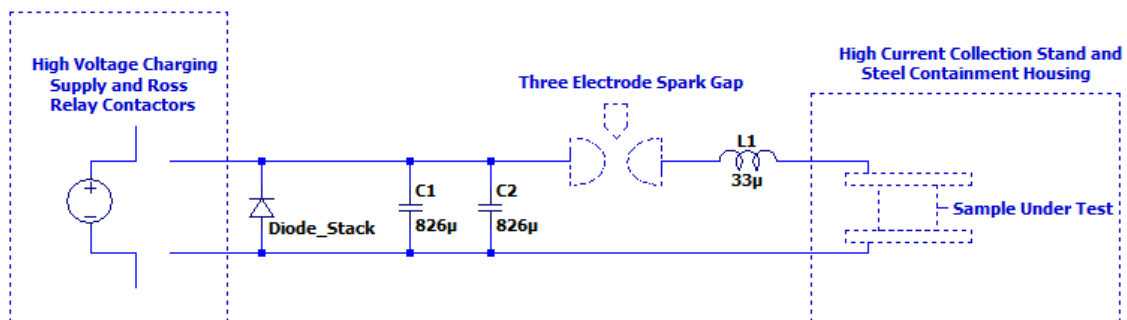 High Voltage Charging
Supply and Ross
Relay Contactors
Three Electrode Spark Gap
High Current Collection Stand and
Steel Containment Housing
L1
33µ
C1
826µ
C2
826µ
Diode_Stack
Sample Under Test